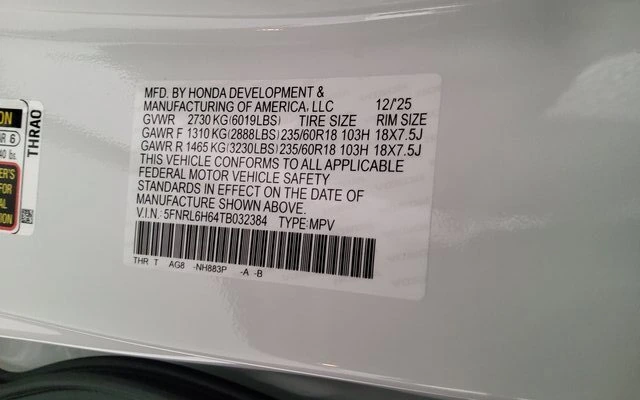 MFD. BY HONDA DEVELOPMENT &
MANUFACTURING OF AMERICA, LLC 12/'25
GVWR 2730 KG(6019LBS) TIRE SIZE RIM SIZE
GAWR F 1310 KG(2888LBS) 235/60R18 103H 18X7.5J
GAWR R 1465 KG(3230LBS) 235/60R18 103H 18X7.5J
THIS VEHICLE CONFORMS TO ALL APPLICABLE
FEDERAL MOTOR VEHICLE SAFETY
STANDARDS IN EFFECT ON THE DATE OF
MANUFACTURE SHOWN ABOVE.
V.I.N.: 5FNRL6H64TB032384 TYPE:MPV
THR T AG8 -NH883P -A -B
THRA0